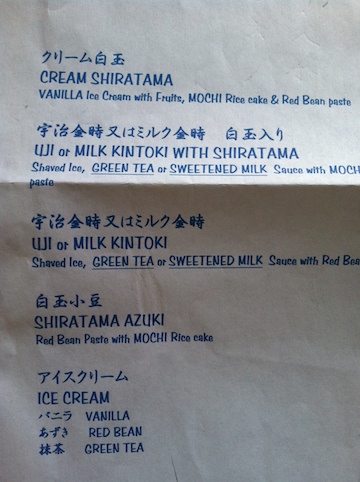 クリーム白玉
CREAM SHIRATAMA
VANILLA Ice Cream with Fruits, MOCHI Rice cake & Red Bean paste
宇治金時又はミルク金時　白玉入り
UJI or MILK KINTOKI WITH SHIRATAMA
Shaved Ice, GREEN TEA or SWEETENED MILK Sauce with MOCHI
paste
宇治金時又はミルク金時
UJI or MILK KINTOKI
Shaved Ice, GREEN TEA or SWEETENED MILK Sauce with Red Bea
白玉小豆
SHIRATAMA AZUKI
Red Bean Paste with MOCHI Rice cake
アイスクリーム
ICE CREAM
バニラ VANILLA
あずき RED BEAN
抹茶 GREEN TEA